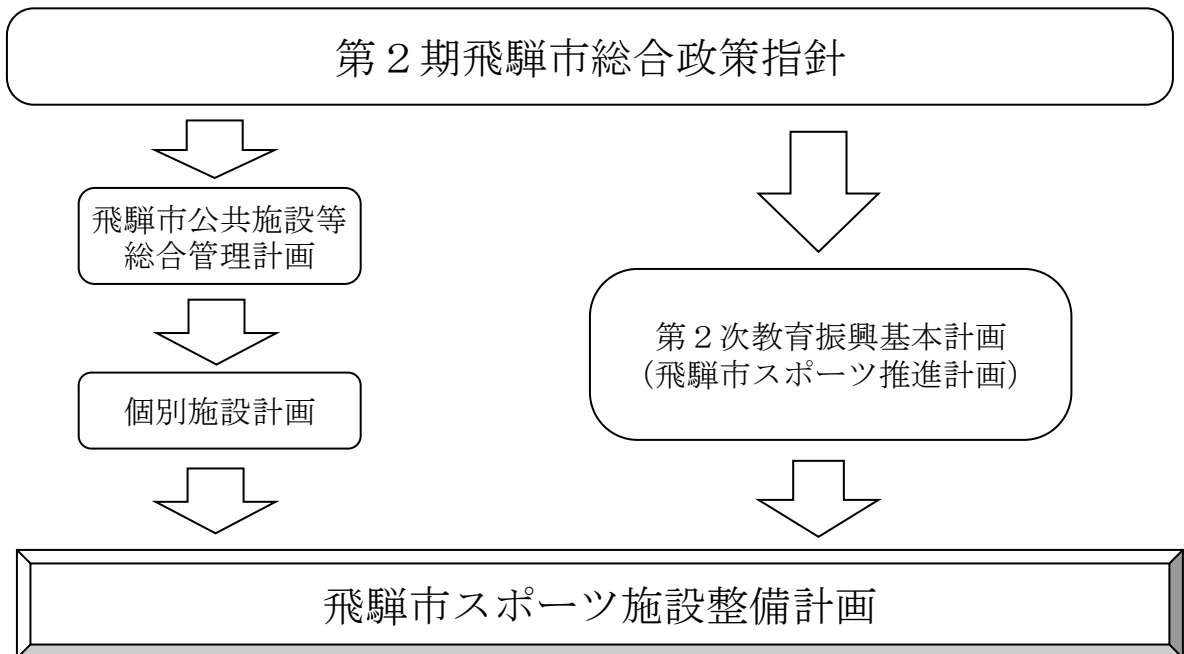 第２期飛騨市総合政策指針
飛騨市公共施設等
総合管理計画
個別施設計画
第２次教育振興基本計画
（飛騨市スポーツ推進計画）
飛騨市スポーツ施設整備計画